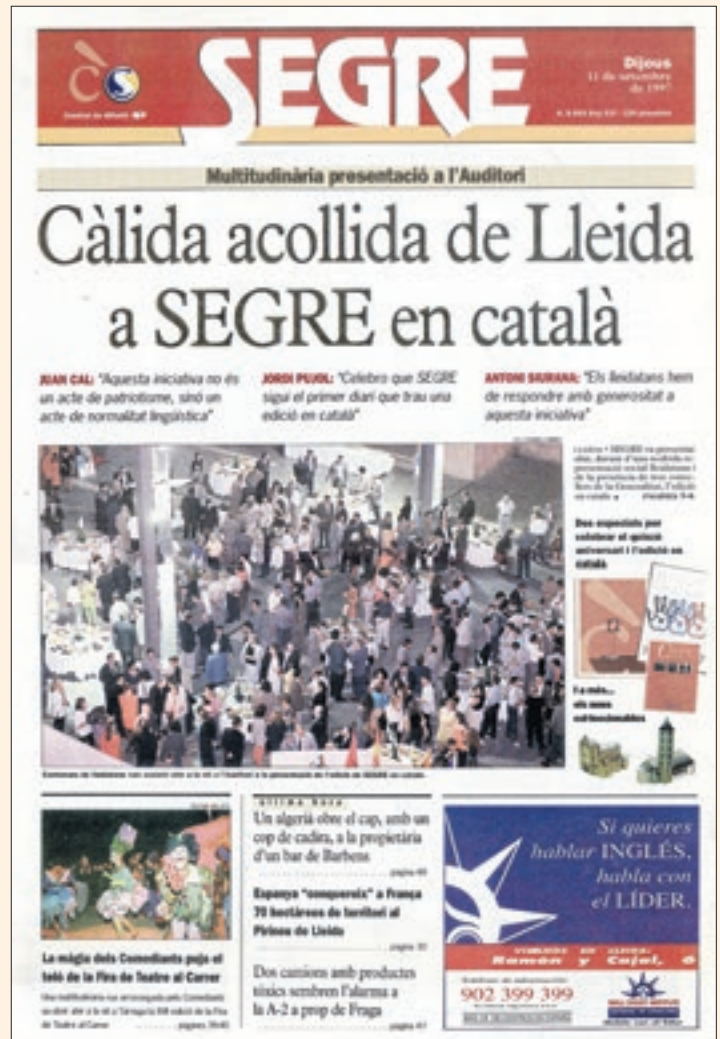 SEGRE
Dijous
11 de setembre
de 1997
Multitudinària presentació a l'Auditori
Càlida acollida de Lleida
a SEGRE en català
JUAN CAL: "Aquesta iniciativa no és
un acte de patriotisme, sinó un
acte de normalitat lingüística"
JORDI PUJOL: "Celebro que SEGRE
sigui el primer diari que trau una
edició en català"
ANTONI SIURANA: "Els lleidatans hem
de respondre amb generositat a
aquesta iniciativa"
Dos especials per
celebrar el quinzè
aniversari i l'edició en
català
I a més...
els nous
col·leccionables
La màgia dels Comediants puja el
teló de la Fira de Teatre al Carrer
última hora
Un algerià obre el cap, amb un
cop de cadira, a la propietària
d'un bar de Barbens
Espanya "conquereix" a França
70 hectàrees de territori al
Pirineu de Lleida
Dos camions amb productes
tòxics sembren l'alarma a
la A-2 a prop de Fraga
Si quieres
hablar INGLÉS,
habla con
el LÍDER.
Ramón y Cajal, 6
Teléfono de información
902 399 399